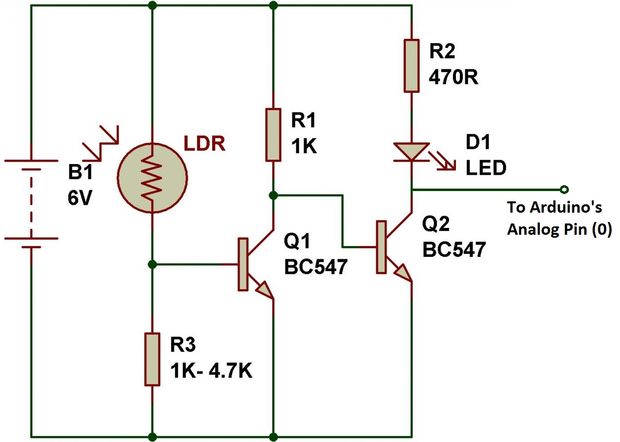 B1
6V
LDR
R1
1K
R2
470R
D1
LED
Q1
BC547
Q2
BC547
To Arduino's
Analog Pin (0)
R3
1K- 4.7K